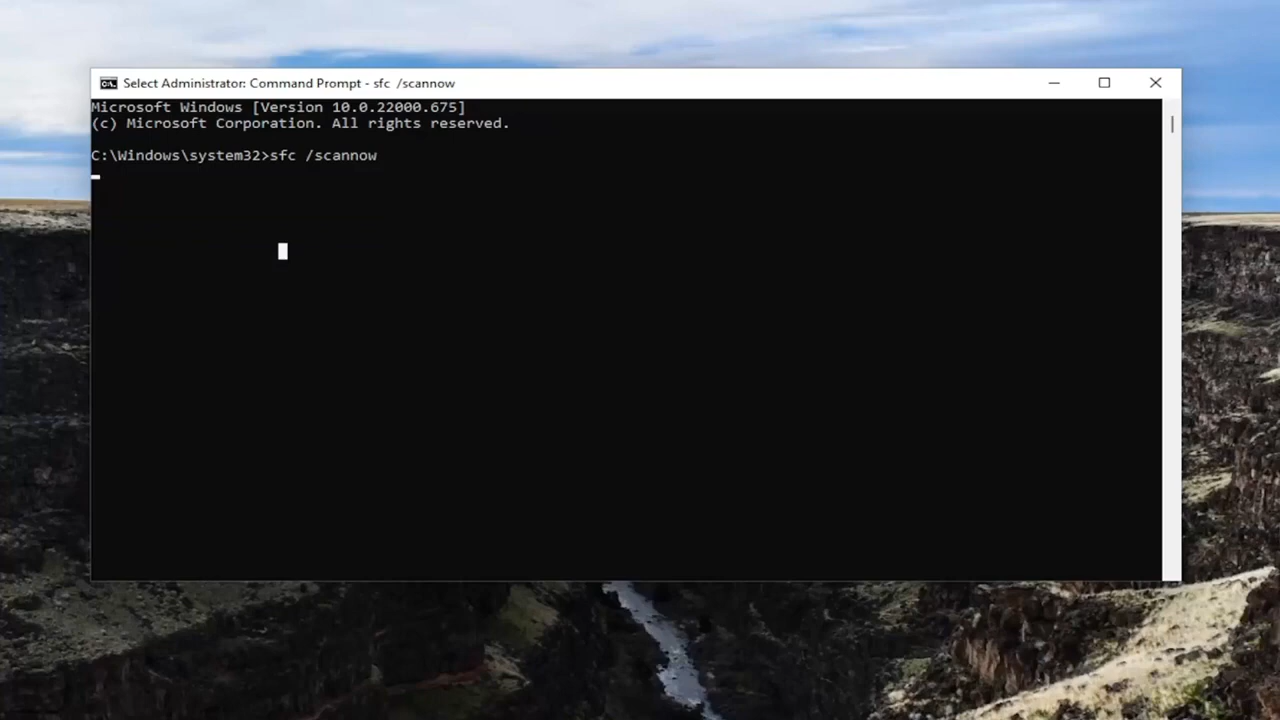 Select Administrator: Command Prompt - sfc  /scannow
Microsoft Windows [Version 10.0.22000.675]
(c) Microsoft Corporation. All rights reserved.
C:\Windows\system32>sfc /scannow